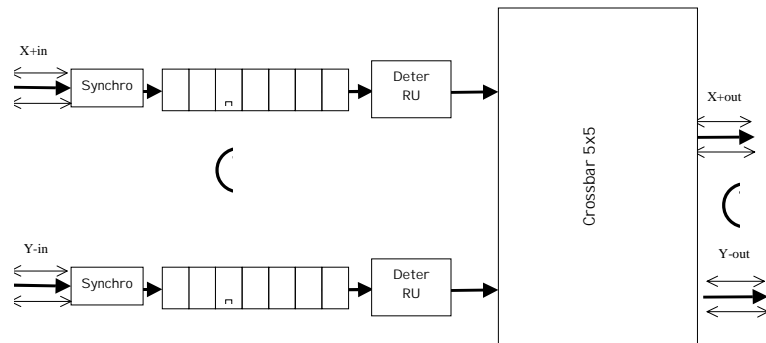 X+in
Synchro
Deter
RU
Crossbar 5x5
X+out
Y-in
Synchro
Deter
RU
Y-out